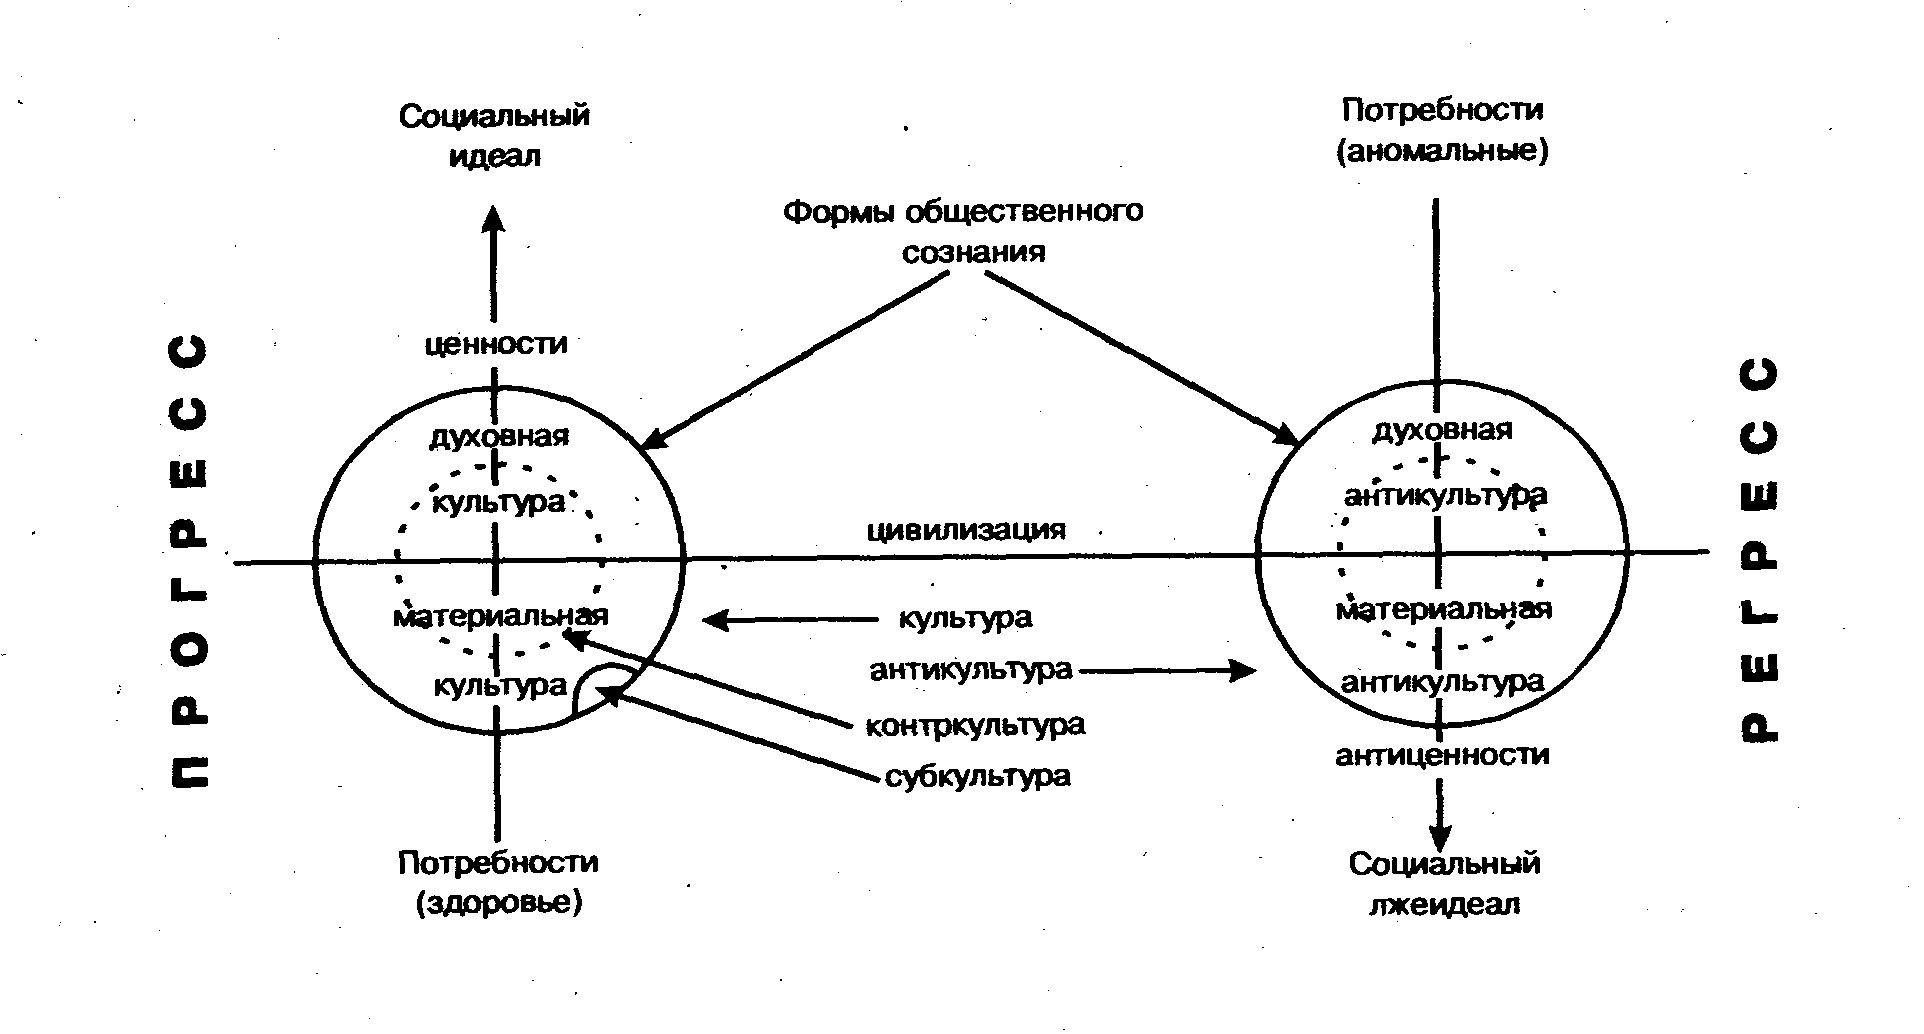 Социальный
идеал
Потребности
(аномальные)
Формы общественного
сознания
ценности
ПРОГРЕСС
РЕГРЕСС
духовная
культура
материальная
культура
духовная
антикультура
материальная
антикультура
цивилизация
культура
антикультура
контркультура
субкультура
антиценности
Потребности
(здоровье)
Социальный
лжеидеал